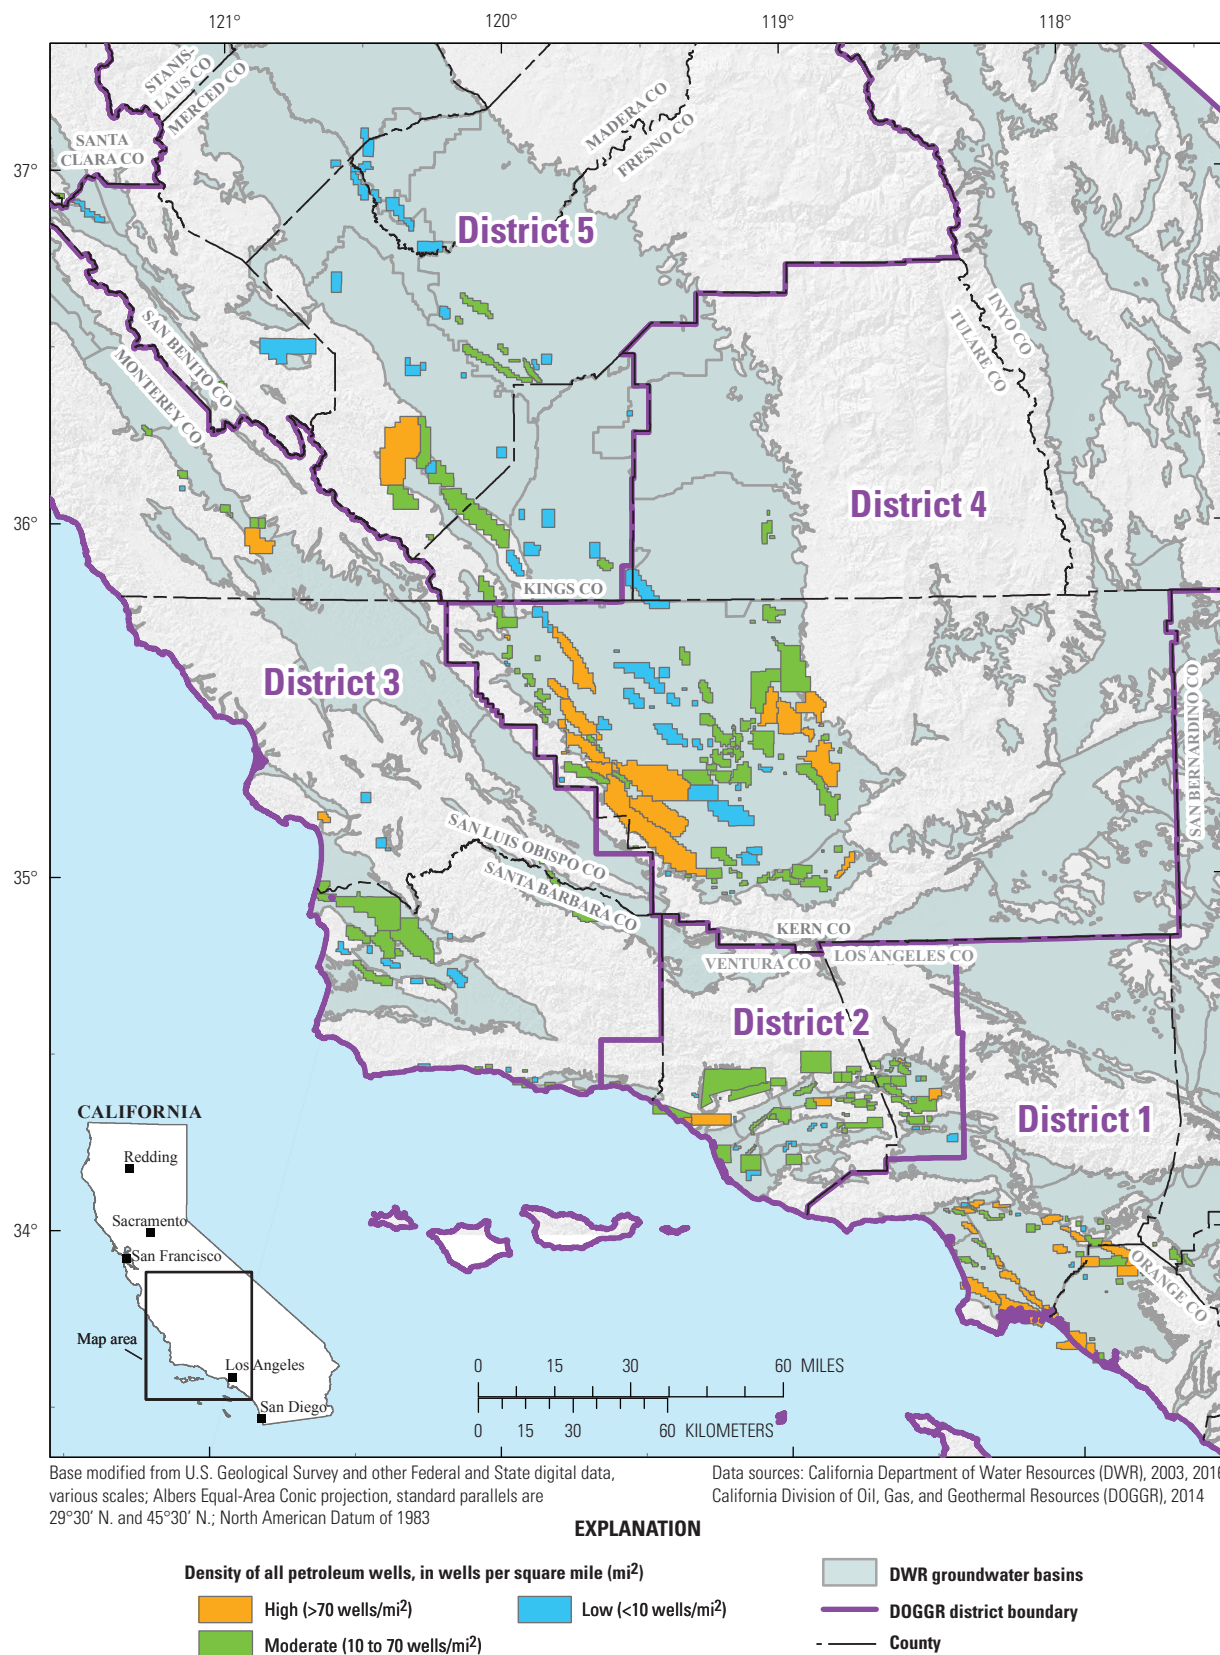 121° 120° 119° 118°
STANIS-
LAUS CO
MERCED CO
MADERA CO
FRESNO CO
SANTA
CLARA CO
37°
District 5
SAN BENITO CO
MONTEREY CO
INYO CO
TULARE CO
District 4
36°
KINGS CO
District 3
SAN BERNARDINO CO
SAN LUIS OBISPO CO
SANTA BARBARA CO
35°
KERN CO
VENTURA CO
LOS ANGELES CO
District 2
District 1
CALIFORNIA
Redding
Sacramento
San Francisco
Map area
Los Angeles
San Diego
34°
ORANGE CO
0 15 30 60 MILES
0 15 30 60 KILOMETERS
Base modified from U.S. Geological Survey and other Federal and State digital data,
various scales; Albers Equal-Area Conic projection, standard parallels are
29°30′ N. and 45°30′ N.; North American Datum of 1983
Data sources: California Department of Water Resources (DWR), 2003, 2016
California Division of Oil, Gas, and Geothermal Resources (DOGGR), 2014
EXPLANATION
Density of all petroleum wells, in wells per square mile (mi²)
High (>70 wells/mi²)
Low (<10 wells/mi²)
Moderate (10 to 70 wells/mi²)
DWR groundwater basins
DOGGR district boundary
County